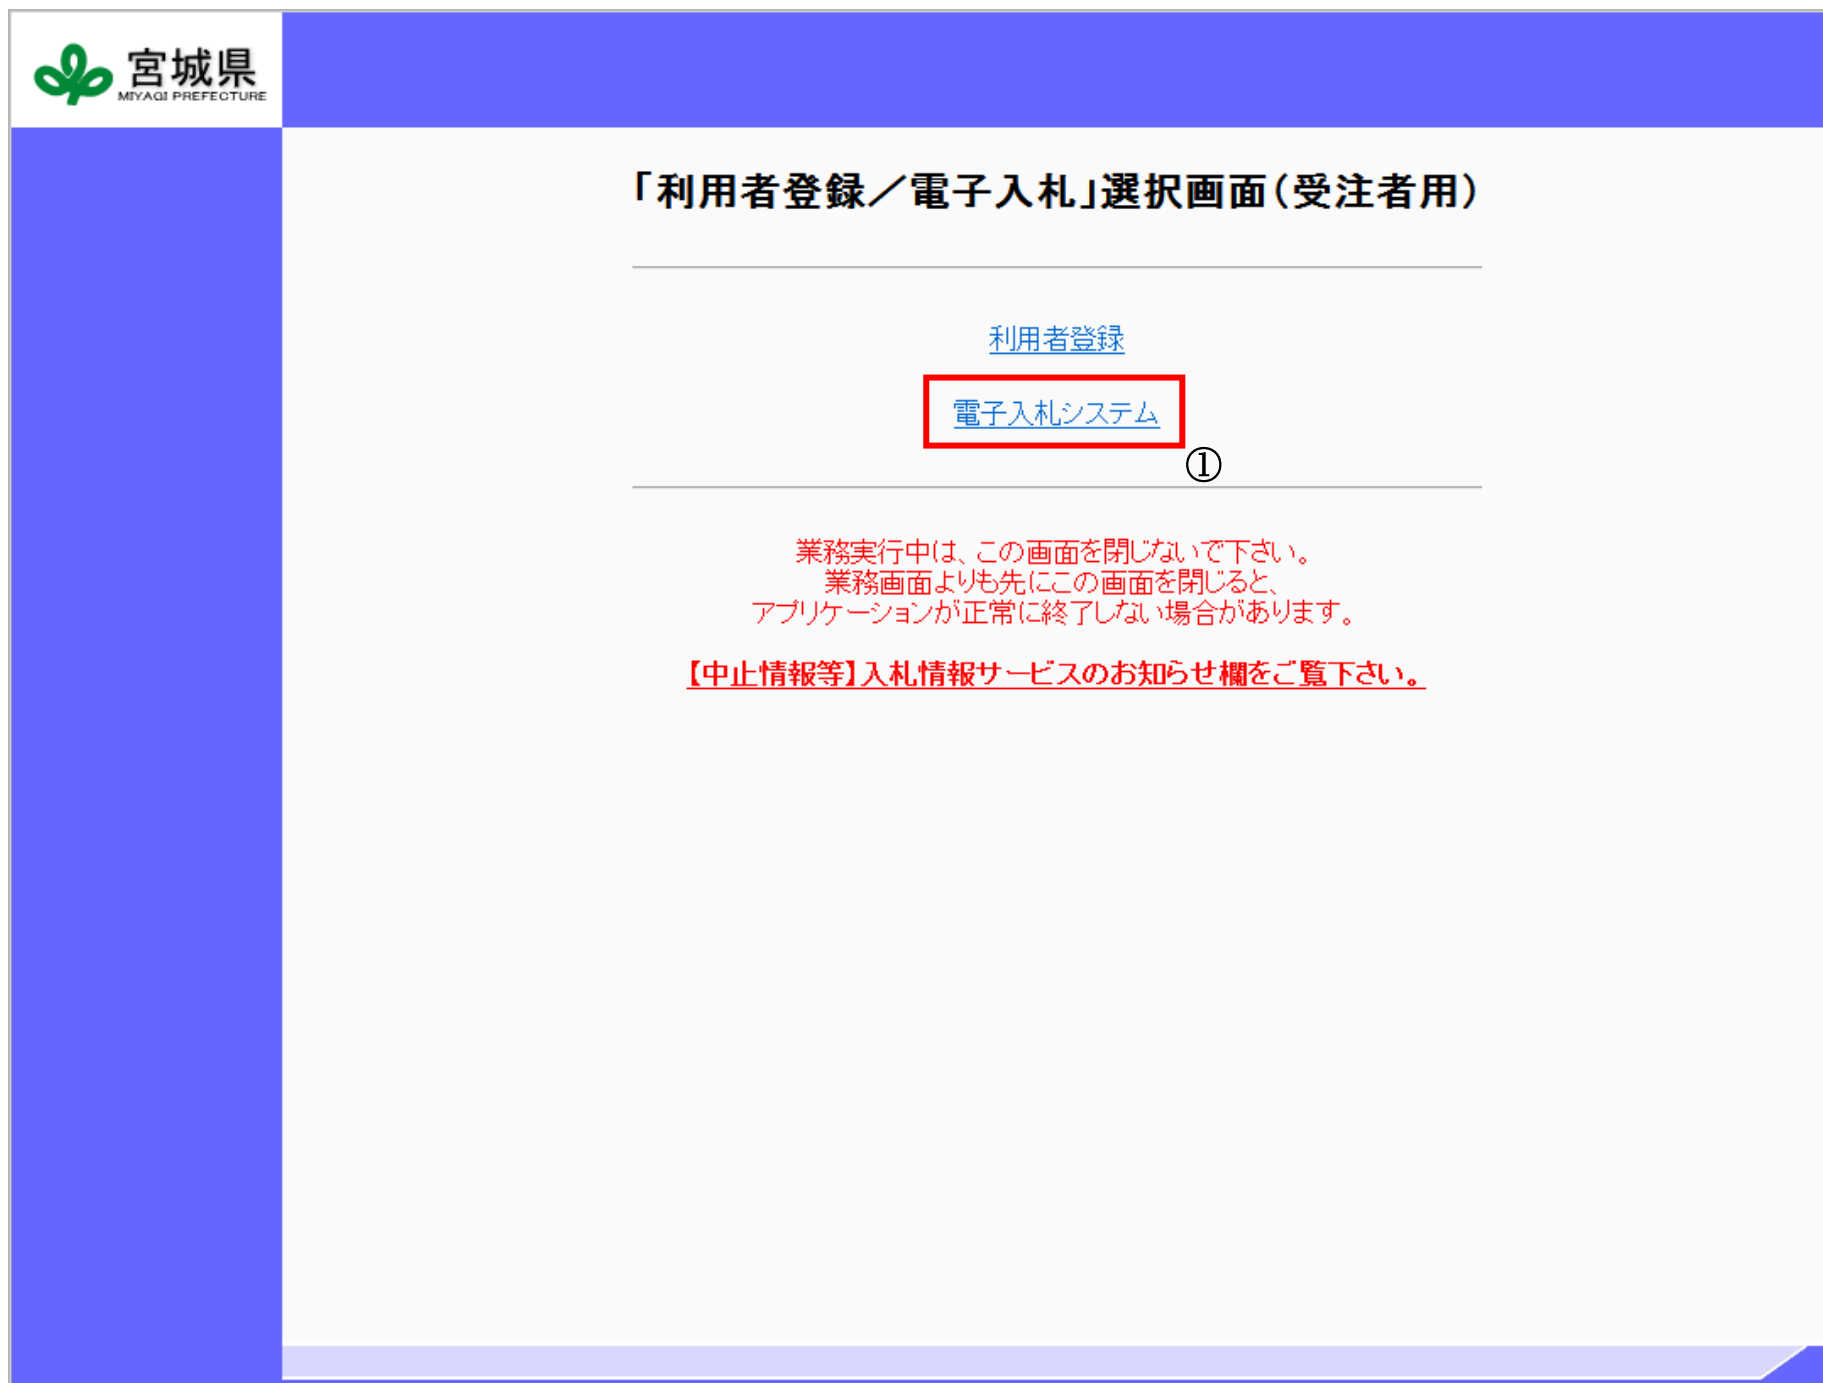 宮城県
MIYAGI PREFECTURE
「利用者登録／電子入札」選択画面（受注者用）
利用者登録
電子入札システム
①
業務実行中は、この画面を閉じないで下さい。
業務画面よりも先にこの画面を閉じると、
アプリケーションが正常に終了しない場合があります。
【中止情報等】入札情報サービスのお知らせ欄をご覧下さい。